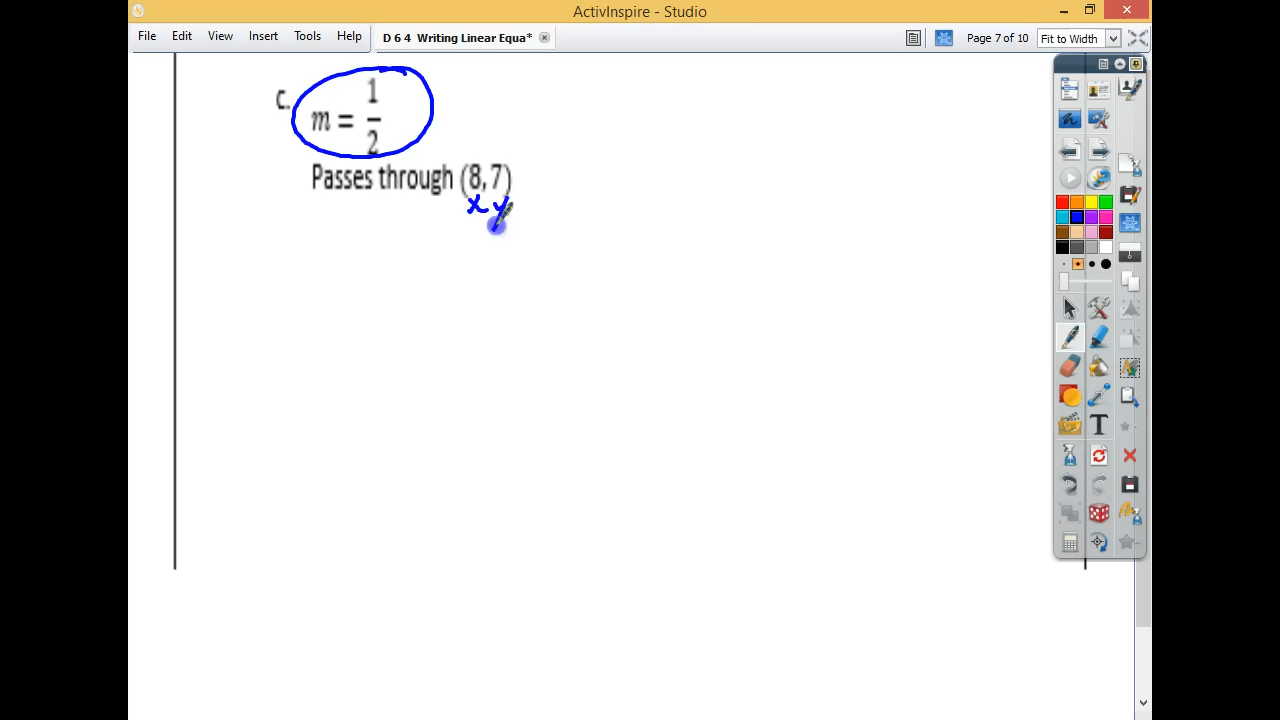 ActivInspire - Studio
File Edit View Insert Tools Help D 6 4 Writing Linear Equa* Page 7 of 10 Fit to Width
c. m = 1/2
Passes through (8, 7)
x y
T